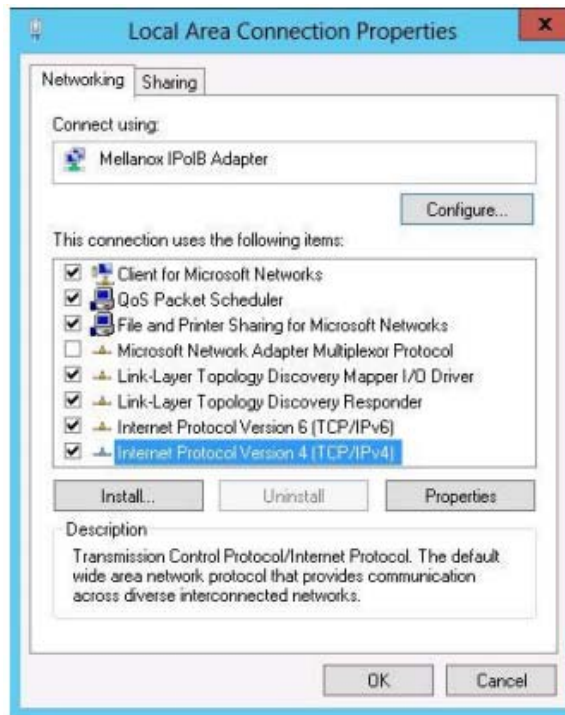 Local Area Connection Properties
x
Networking
Sharing
Connect using:
Mellanox IPoIB Adapter
Configure...
This connection uses the following items:
Client for Microsoft Networks
QoS Packet Scheduler
File and Printer Sharing for Microsoft Networks
Microsoft Network Adapter Multiplexor Protocol
Link-Layer Topology Discovery Mapper I/O Driver
Link-Layer Topology Discovery Responder
Internet Protocol Version 6 (TCP/IPv6)
Internet Protocol Version 4 (TCP/IPv4)
Install...
Uninstall
Properties
Description
Transmission Control Protocol/Internet Protocol. The default
wide area network protocol that provides communication
across diverse interconnected networks.
OK
Cancel